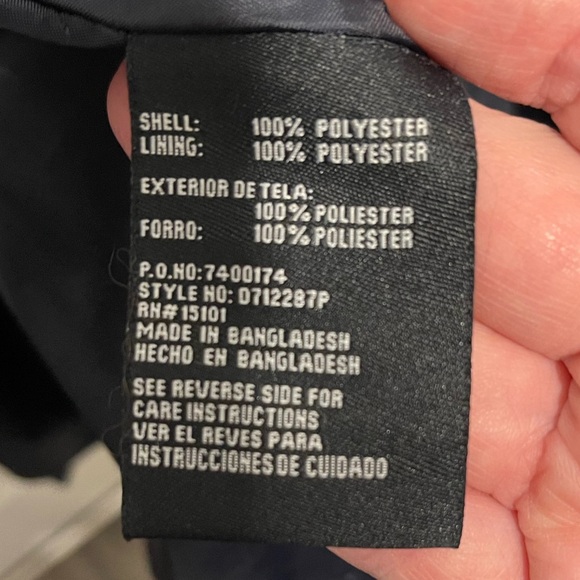 SHELL: 100% POLYESTER
LINING: 100% POLYESTER
EXTERIOR DE TELA:
100% POLIESTER
FORRO: 100% POLIESTER
P.O.NO:7400174
STYLE NO: D712287P
RN# 15101
MADE IN BANGLADESH
HECHO EN BANGLADESH
SEE REVERSE SIDE FOR
CARE INSTRUCTIONS
VER EL REVES PARA
INSTRUCCIONES DE CUIDADO